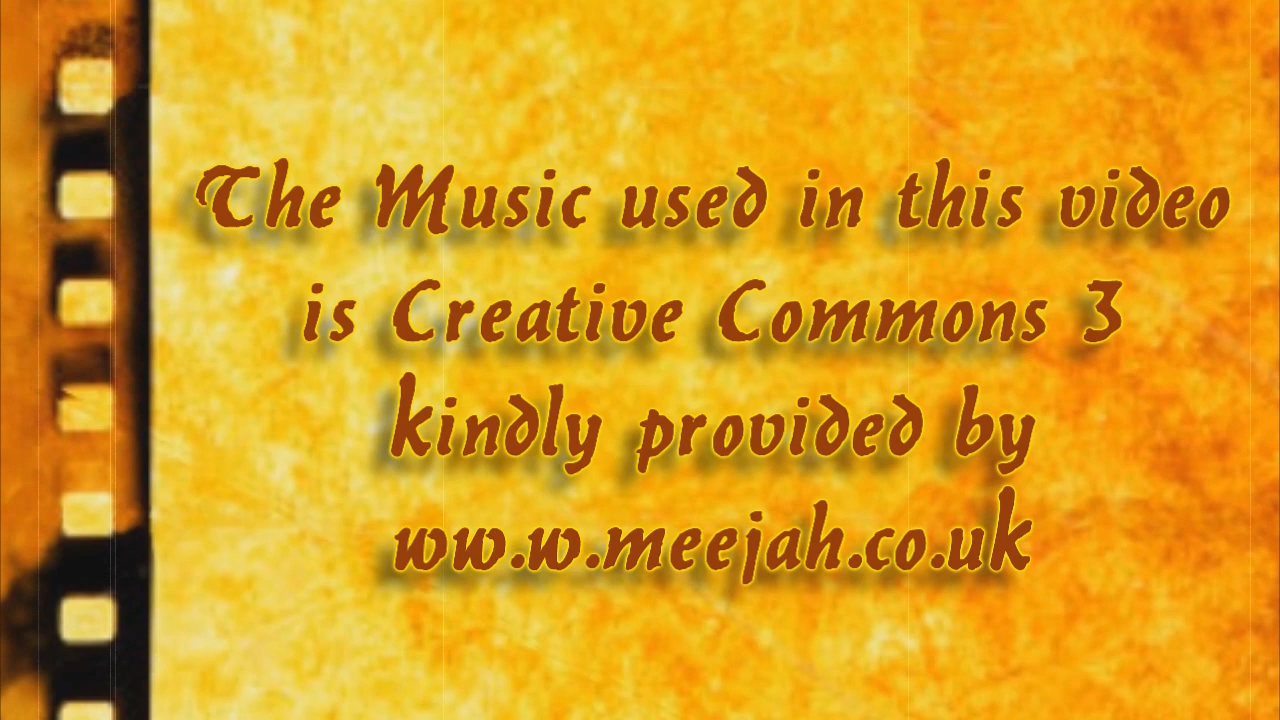 The Music used in this video
is Creative Commons 3
kindly provided by
ww.w.meejah.co.uk